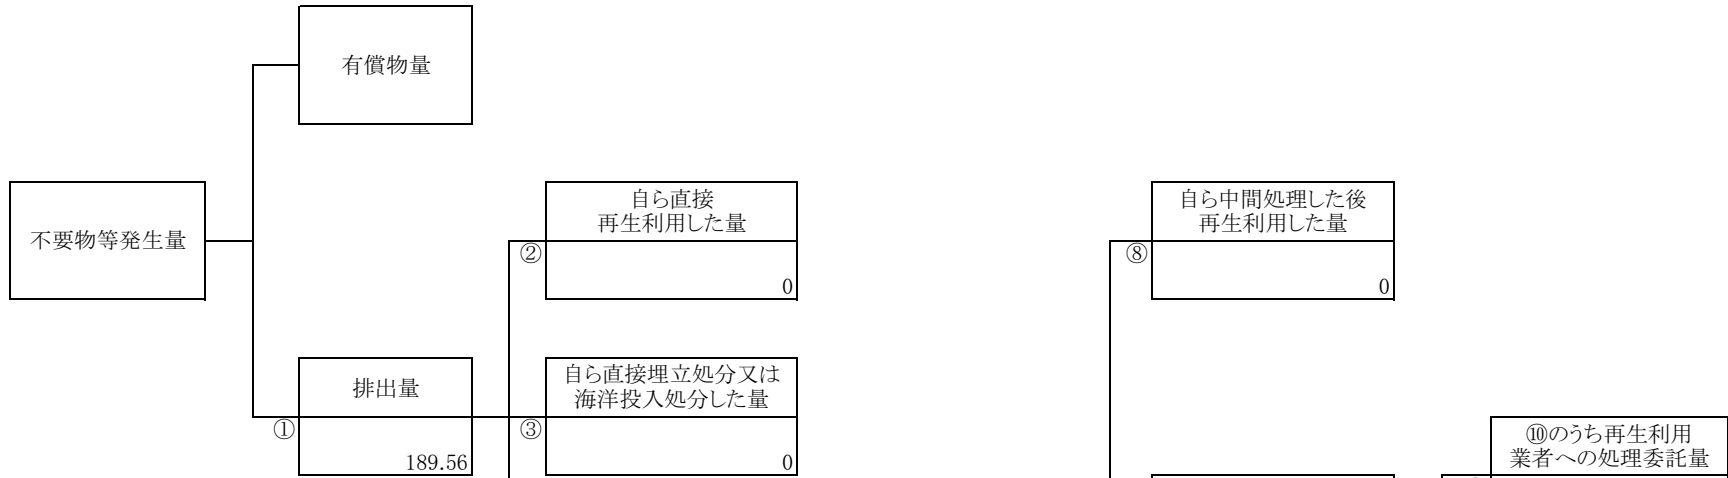 有償物量
不要物等発生量
自ら直接
再生利用した量
②
0
自ら中間処理した後
再生利用した量
⑧
0
排出量
①
189.56
自ら直接埋立処分又は
海洋投入処分した量
③
0
⑩のうち再生利用
業者への処理委託量